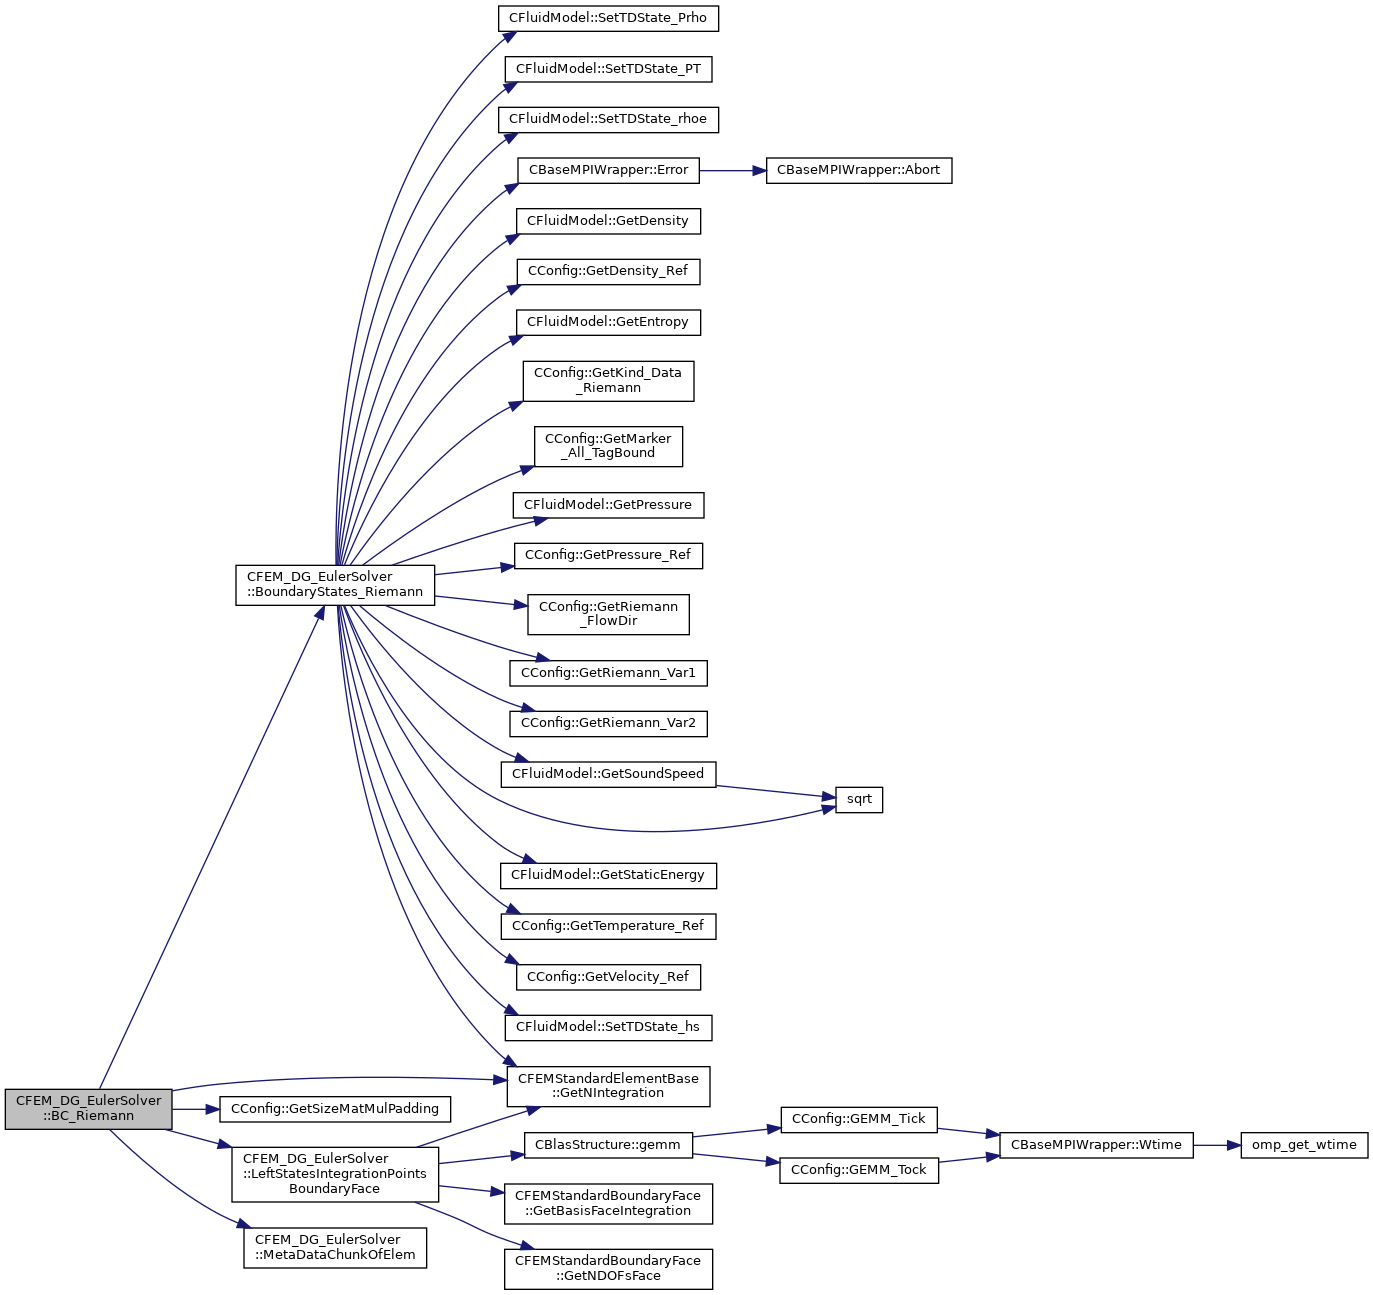 CFluidModel::SetTDState_Prho
CFluidModel::SetTDState_PT
CFluidModel::SetTDState_rhoe
CBaseMPIWrapper::Error
CBaseMPIWrapper::Abort
CFluidModel::GetDensity
CConfig::GetDensity_Ref
CFluidModel::GetEntropy
CConfig::GetKind_Data
_Riemann
CConfig::GetMarker
_All_TagBound
CFluidModel::GetPressure
CConfig::GetPressure_Ref
CFEM_DG_EulerSolver
::BoundaryStates_Riemann
CConfig::GetRiemann
_FlowDir
CConfig::GetRiemann_Var1
CConfig::GetRiemann_Var2
CFluidModel::GetSoundSpeed
sqrt
CFluidModel::GetStaticEnergy
CConfig::GetTemperature_Ref
CConfig::GetVelocity_Ref
CFluidModel::SetTDState_hs
CFEMStandardElementBase
::GetNIntegration
CFEM_DG_EulerSolver
::BC_Riemann
CConfig::GetSizeMatMulPadding
CFEM_DG_EulerSolver
::LeftStatesIntegrationPoints
BoundaryFace
CBlasStructure::gemm
CConfig::GEMM_Tick
CConfig::GEMM_Tock
CBaseMPIWrapper::Wtime
omp_get_wtime
CFEMStandardBoundaryFace
::GetBasisFaceIntegration
CFEM_DG_EulerSolver
::MetaDataChunkOfElem
CFEMStandardBoundaryFace
::GetNDOFsFace